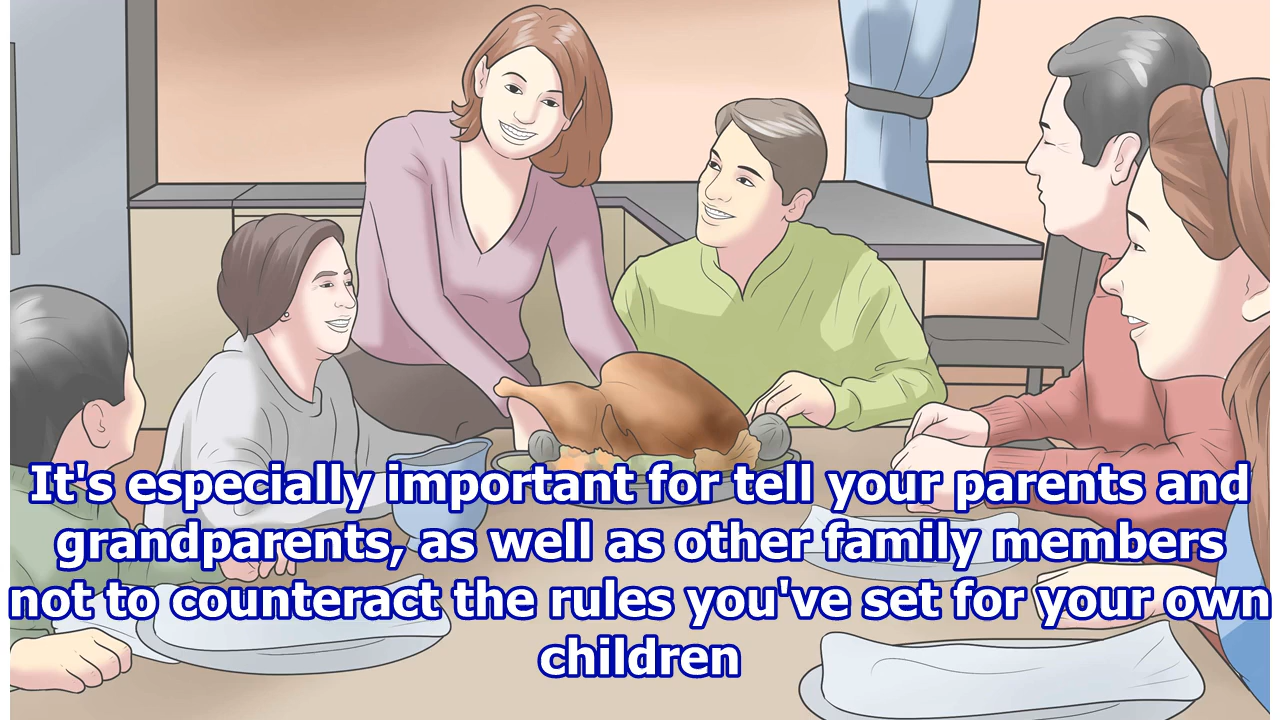 It's especially important for tell your parents and
grandparents, as well as other family members
not to counteract the rules you've set for your own
children